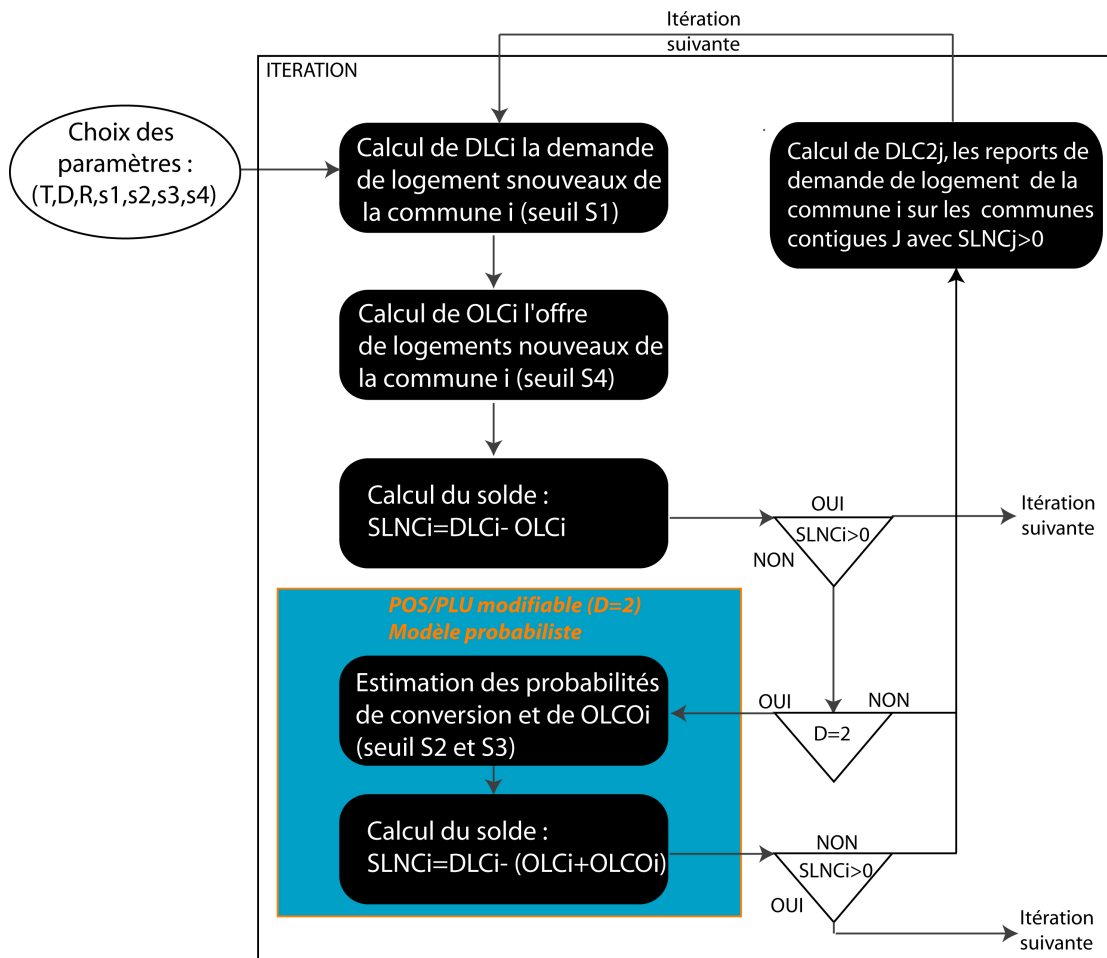 Itération
suivante
ITERATION
Choix des
paramètres :
(T,D,R,s1,s2,s3,s4)
Calcul de DLCi la demande
de logement snouveaux de
la commune i (seuil S1)
Calcul de DLC2j, les reports de
demande de logement de la
commune i sur les communes
contigues J avec SLNCj>0
Calcul de OLCi l'offre
de logements nouveaux de
la commune i (seuil S4)
Calcul du solde :
SLNCi=DLCi- OLCi
OUI
SLNCi>0
NON
Itération
suivante
POS/PLU modifiable (D=2)
Modèle probabiliste
Estimation des probabilités
de conversion et de OLCOi
(seuil S2 et S3)
OUI
NON
D=2
Calcul du solde :
SLNCi=DLCi- (OLCi+OLCOi)
NON
SLNCi>0
OUI
Itération
suivante